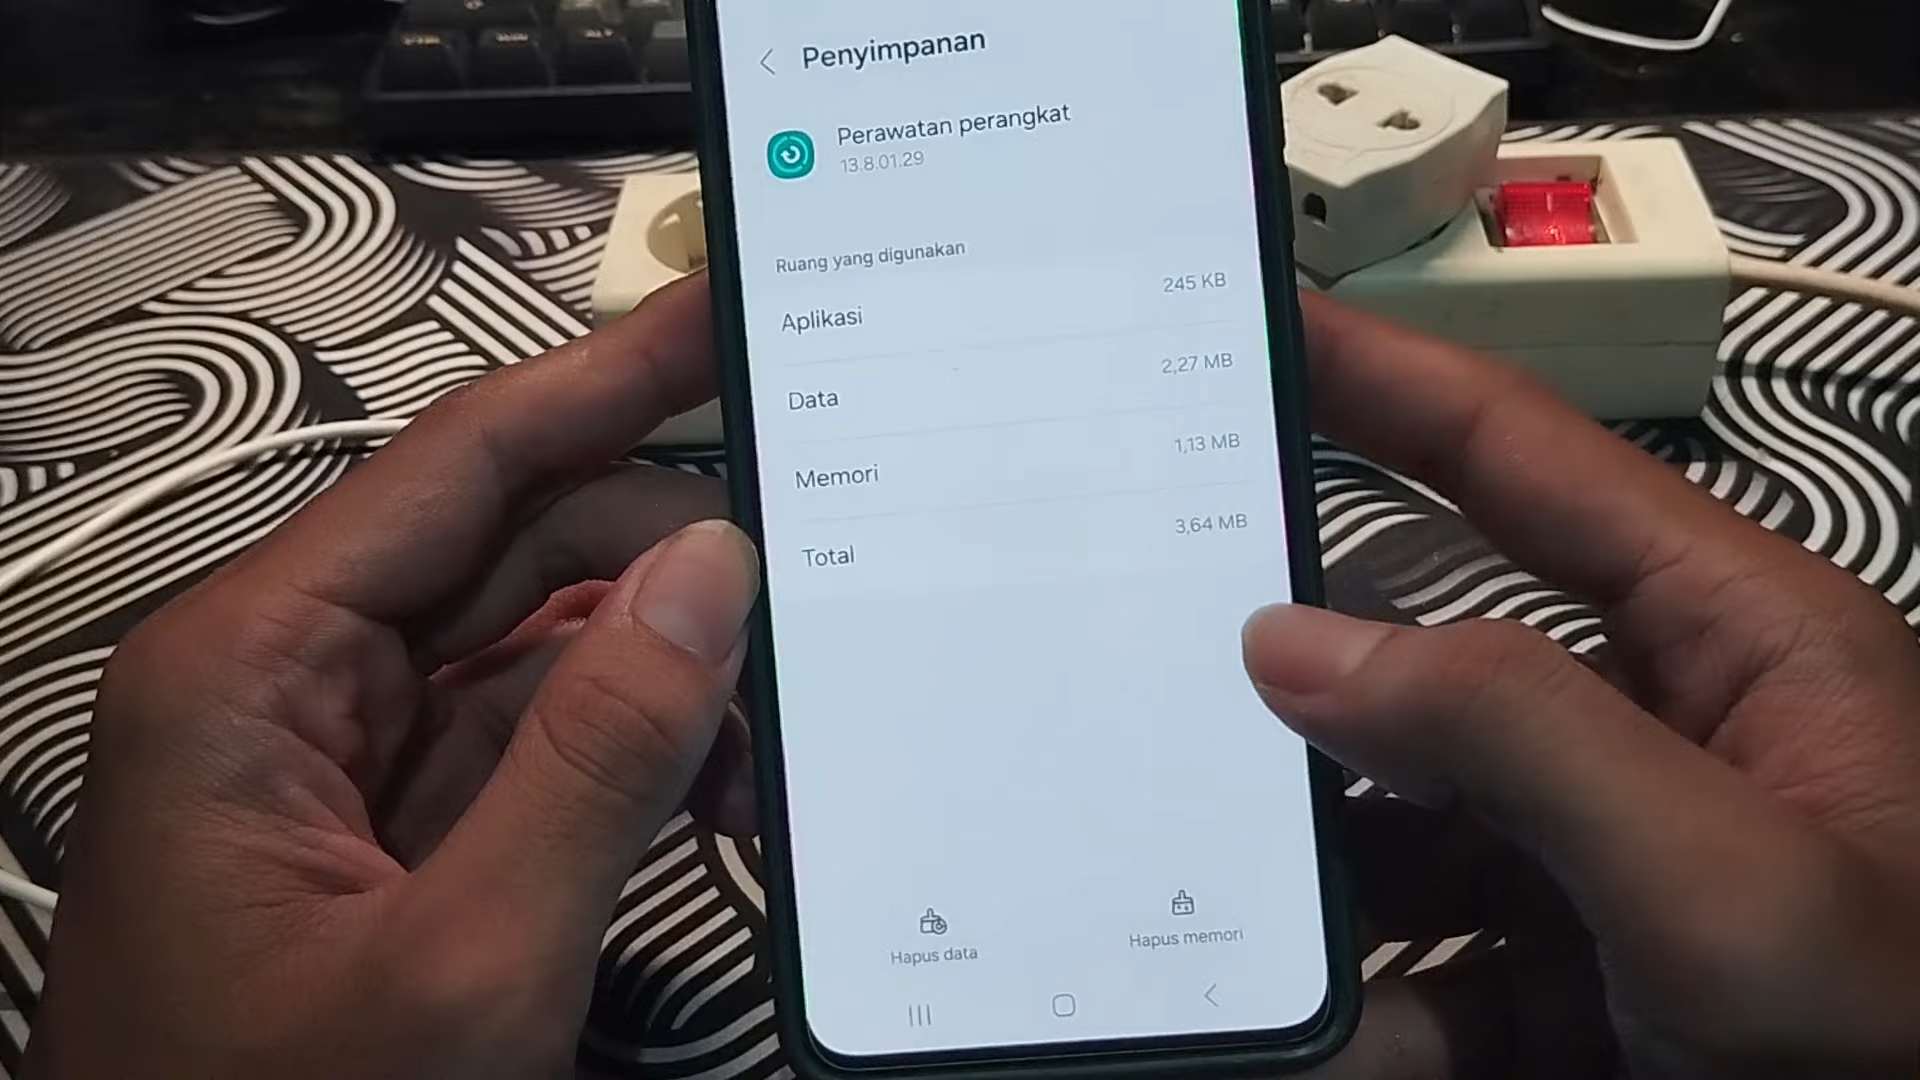 Penyimpanan
Perawatan perangkat
13.8.01.29
Ruang yang digunakan
Aplikasi 245 KB
Data 2,27 MB
Memori 1,13 MB
Total 3,64 MB
Hapus data
Hapus memori